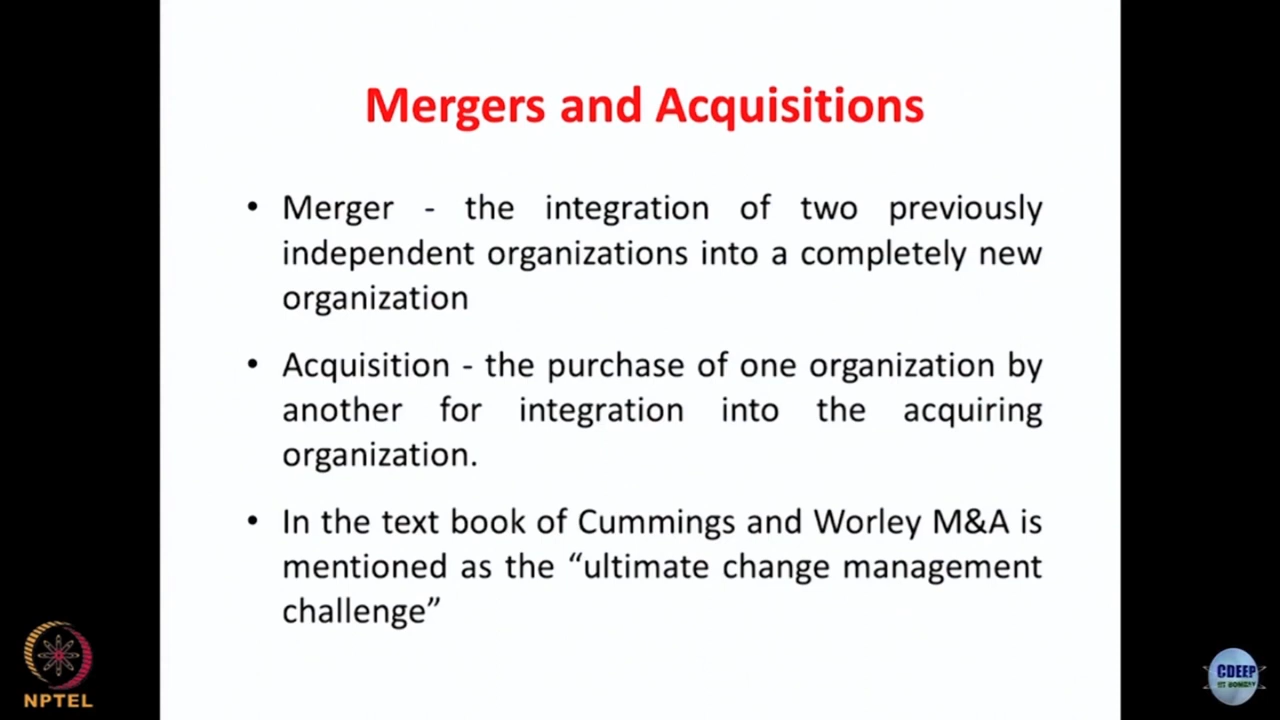 Mergers and Acquisitions
• Merger - the integration of two previously
independent organizations into a completely new
organization
• Acquisition - the purchase of one organization by
another for integration into the acquiring
organization.
• In the text book of Cummings and Worley M&A is
mentioned as the “ultimate change management
challenge”
NPTEL
CDEEP
IIT BOMBAY